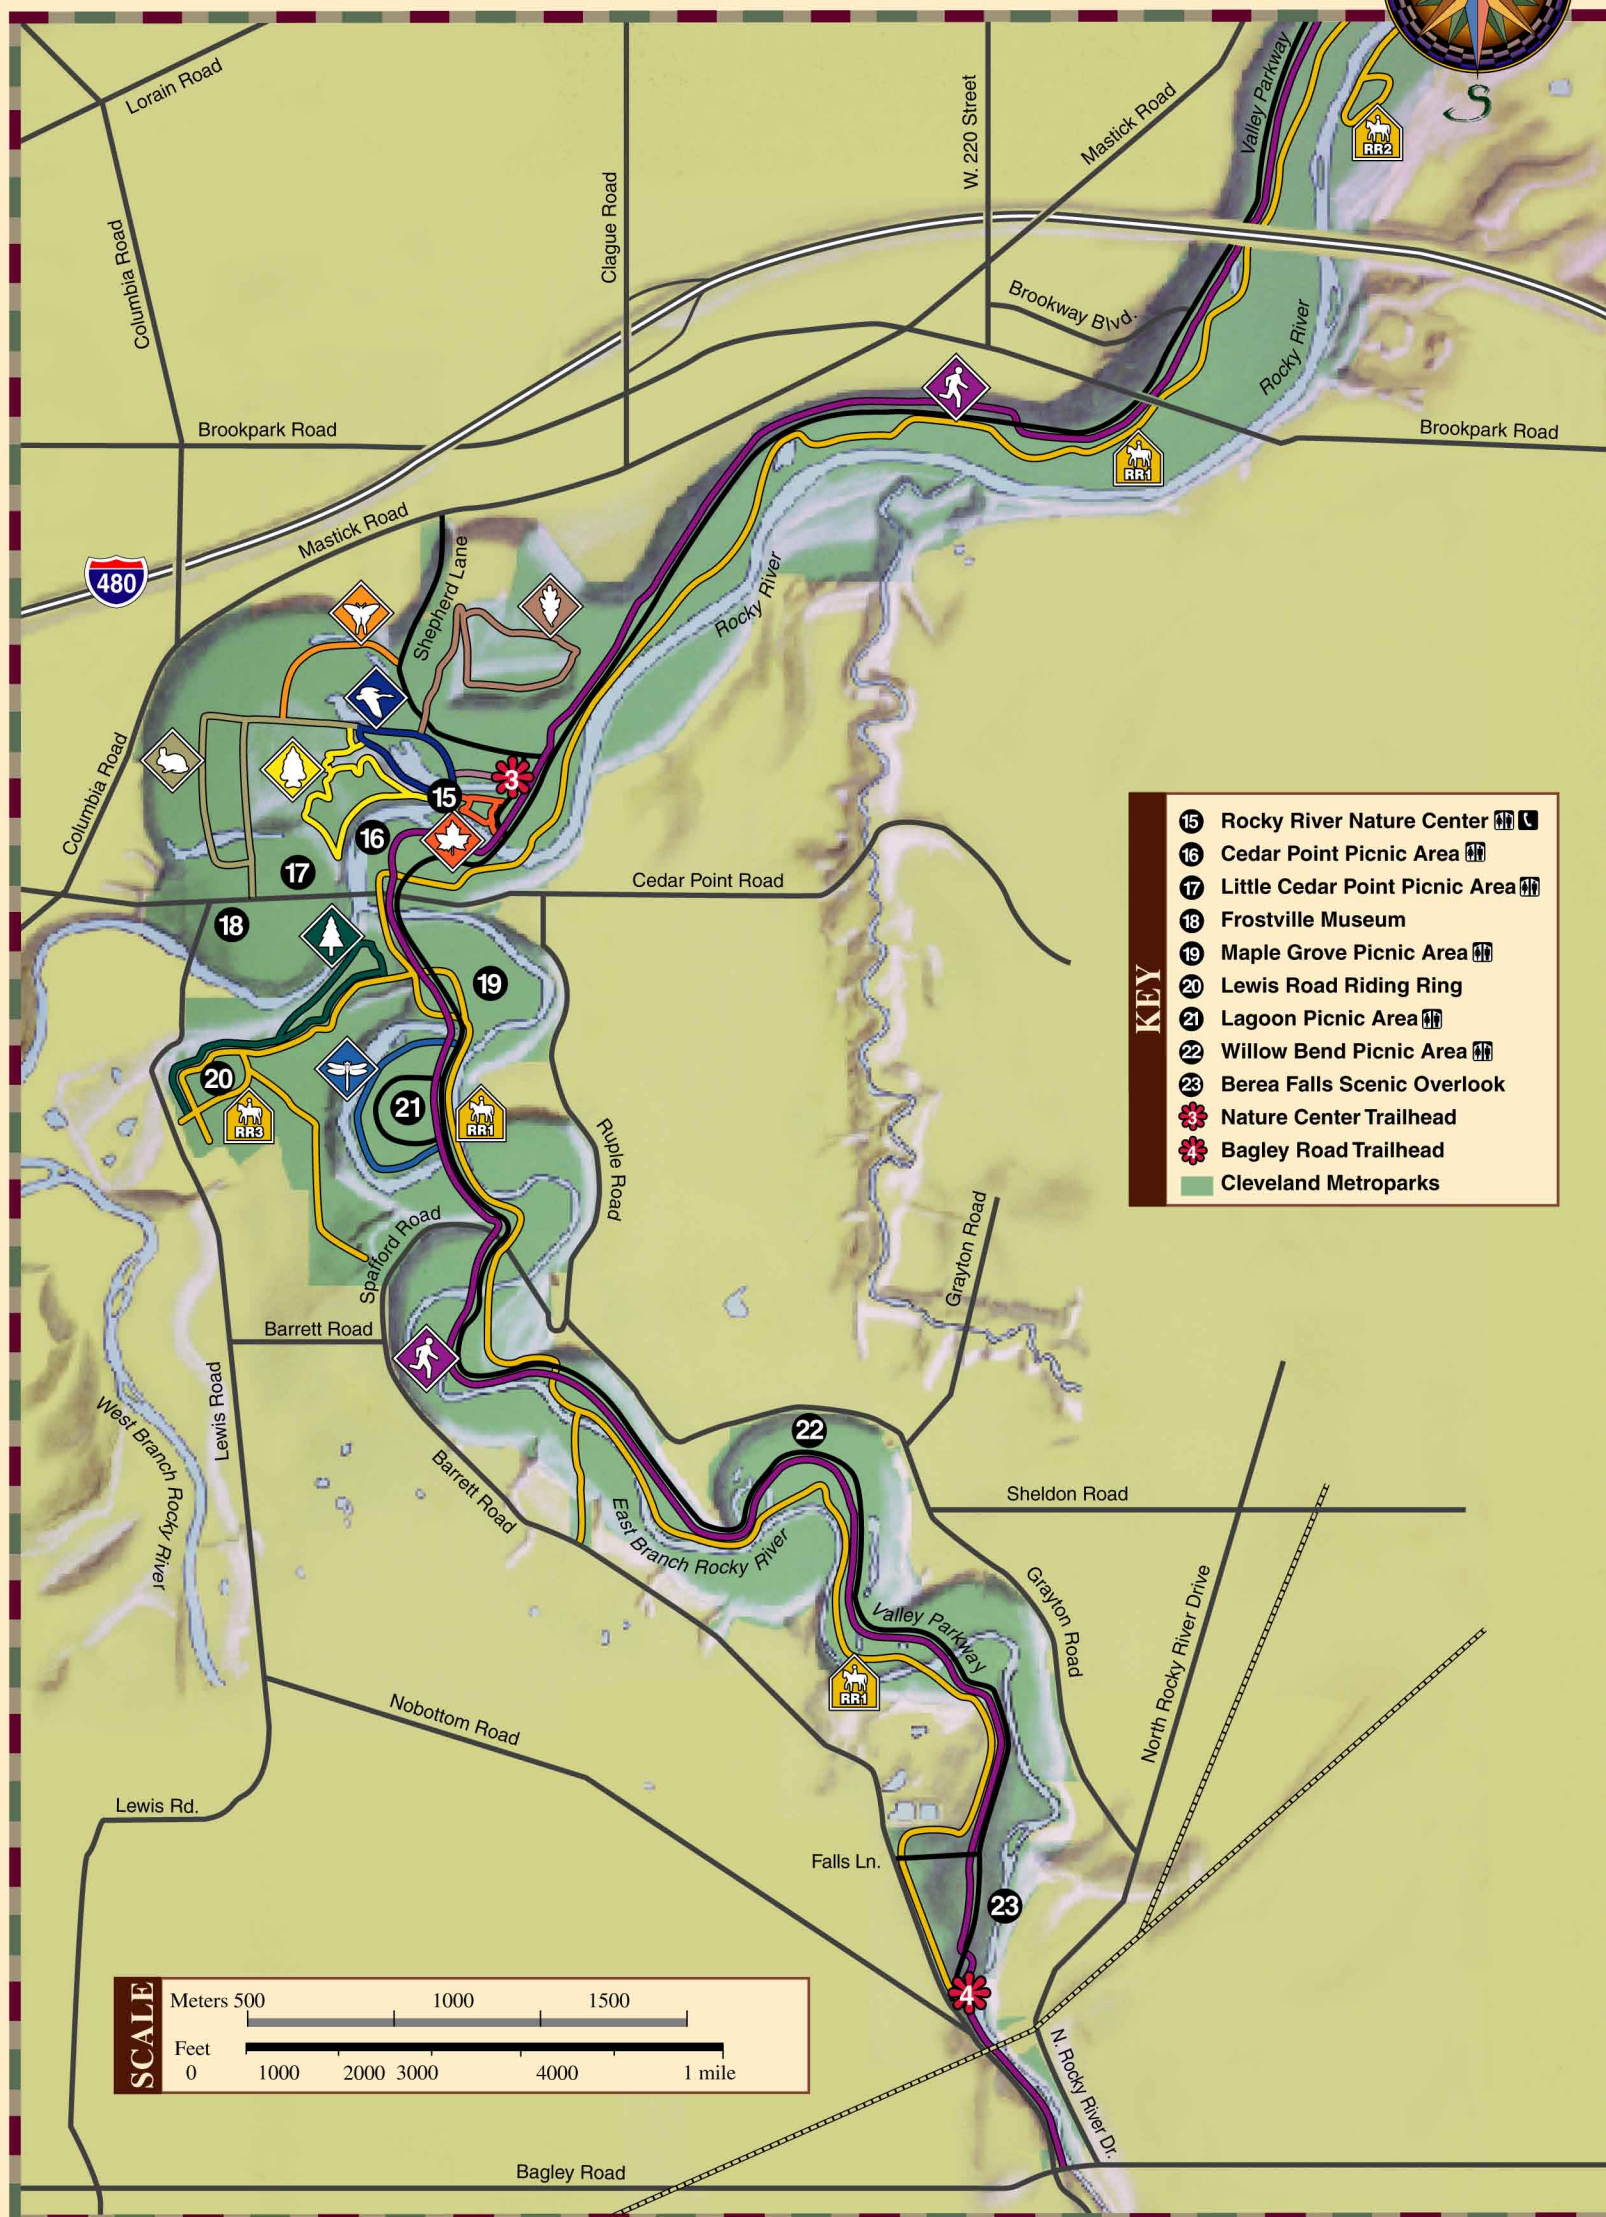 S
Lorain Road
Columbia Road
Clague Road
W. 220 Street
Mastick Road
Valley Parkway
RR2
Brookway Blvd.
Rocky River
Brookpark Road
Brookpark Road
RR1
Mastick Road
480
Shepherd Lane
Rocky River
Columbia Road
3
15
16
17
Cedar Point Road
18
19
20
RR3
21
RR1
Ruple Road
Spafford Road
Grayton Road
Barrett Road
Lewis Road
West Branch Rocky River
Barrett Road
22
Sheldon Road
East Branch Rocky River
Grayton Road
Valley Parkway
North Rocky River Drive
RR1
Nobottom Road
Lewis Rd.
Falls Ln.
23
4
N. Rocky River Dr.
Bagley Road
KEY
15 Rocky River Nature Center
16 Cedar Point Picnic Area
17 Little Cedar Point Picnic Area
18 Frostville Museum
19 Maple Grove Picnic Area
20 Lewis Road Riding Ring
21 Lagoon Picnic Area
22 Willow Bend Picnic Area
23 Berea Falls Scenic Overlook
3 Nature Center Trailhead
4 Bagley Road Trailhead
Cleveland Metroparks
SCALE
Meters 500 1000 1500
Feet
0 1000 2000 3000 4000 1 mile